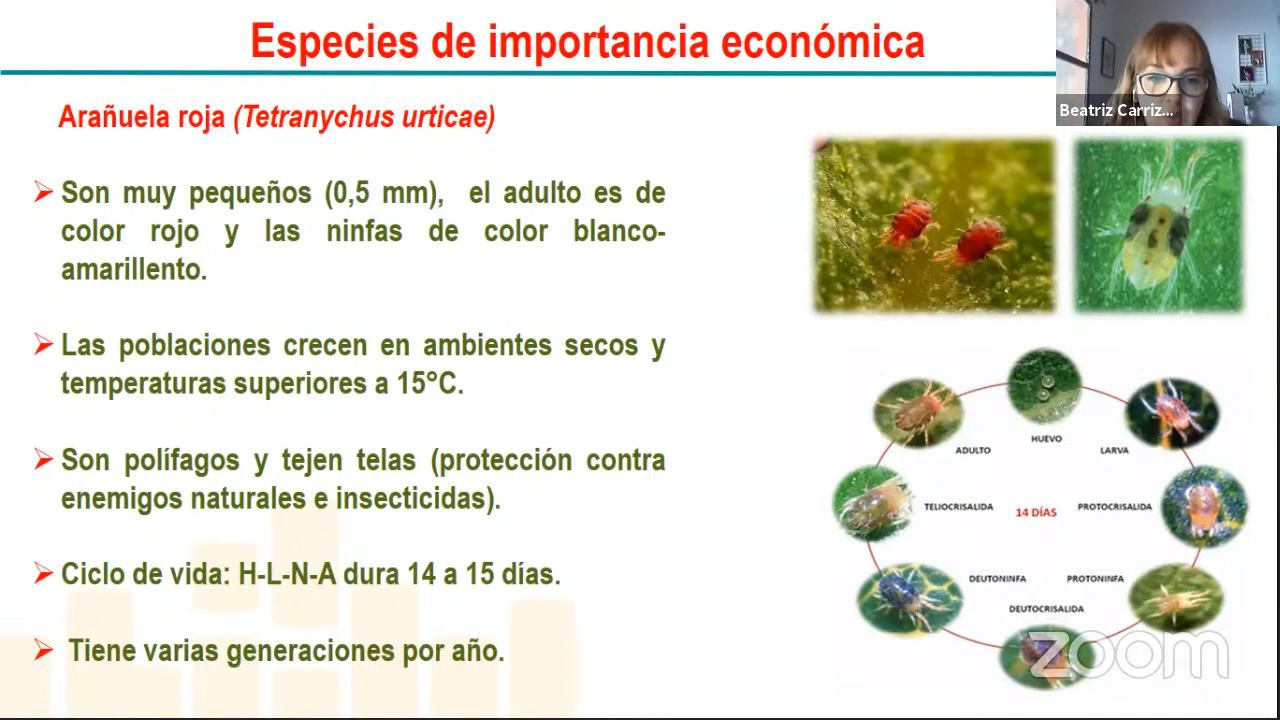 Especies de importancia económica
Beatriz Carriz...
Arañuela roja (Tetranychus urticae)
Son muy pequeños (0,5 mm), el adulto es de
color rojo y las ninfas de color blanco-
amarillento.
Las poblaciones crecen en ambientes secos y
temperaturas superiores a 15°C.
Son polífagos y tejen telas (protección contra
enemigos naturales e insecticidas).
Ciclo de vida: H-L-N-A dura 14 a 15 días.
Tiene varias generaciones por año.
HUEVO
ADULTO
LARVA
TELIOCRISALIDA
14 DÍAS
PROTOCRISALIDA
DEUTONINFA
PROTONINFA
DEUTOCRISALIDA
zoom